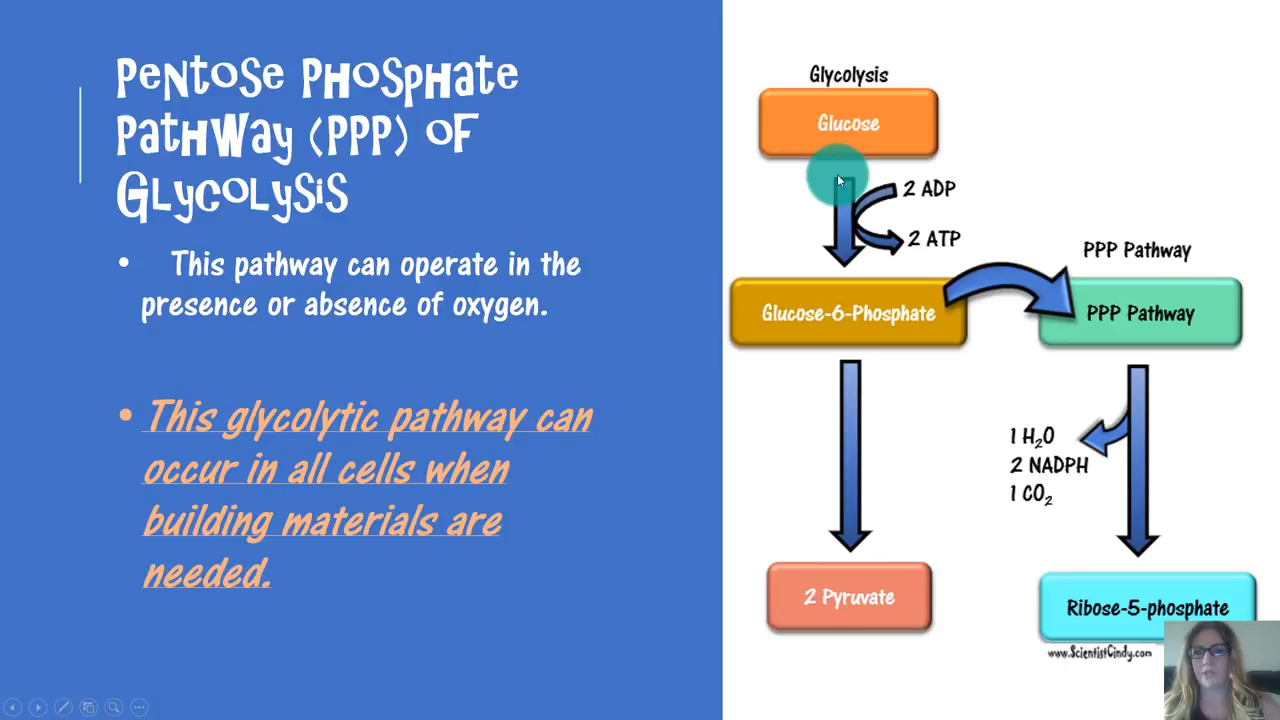 Pentose Phosphate
Pathway (PPP) of
Glycolysis
• This pathway can operate in the
presence or absence of oxygen.
• This glycolytic pathway can
occur in all cells when
building materials are
needed.
Glycolysis
Glucose
2 ADP
2 ATP
PPP Pathway
Glucose-6-Phosphate
PPP Pathway
1 H₂O
2 NADPH
1 CO₂
2 Pyruvate
Ribose-5-phosphate
www.ScientistCindy.com